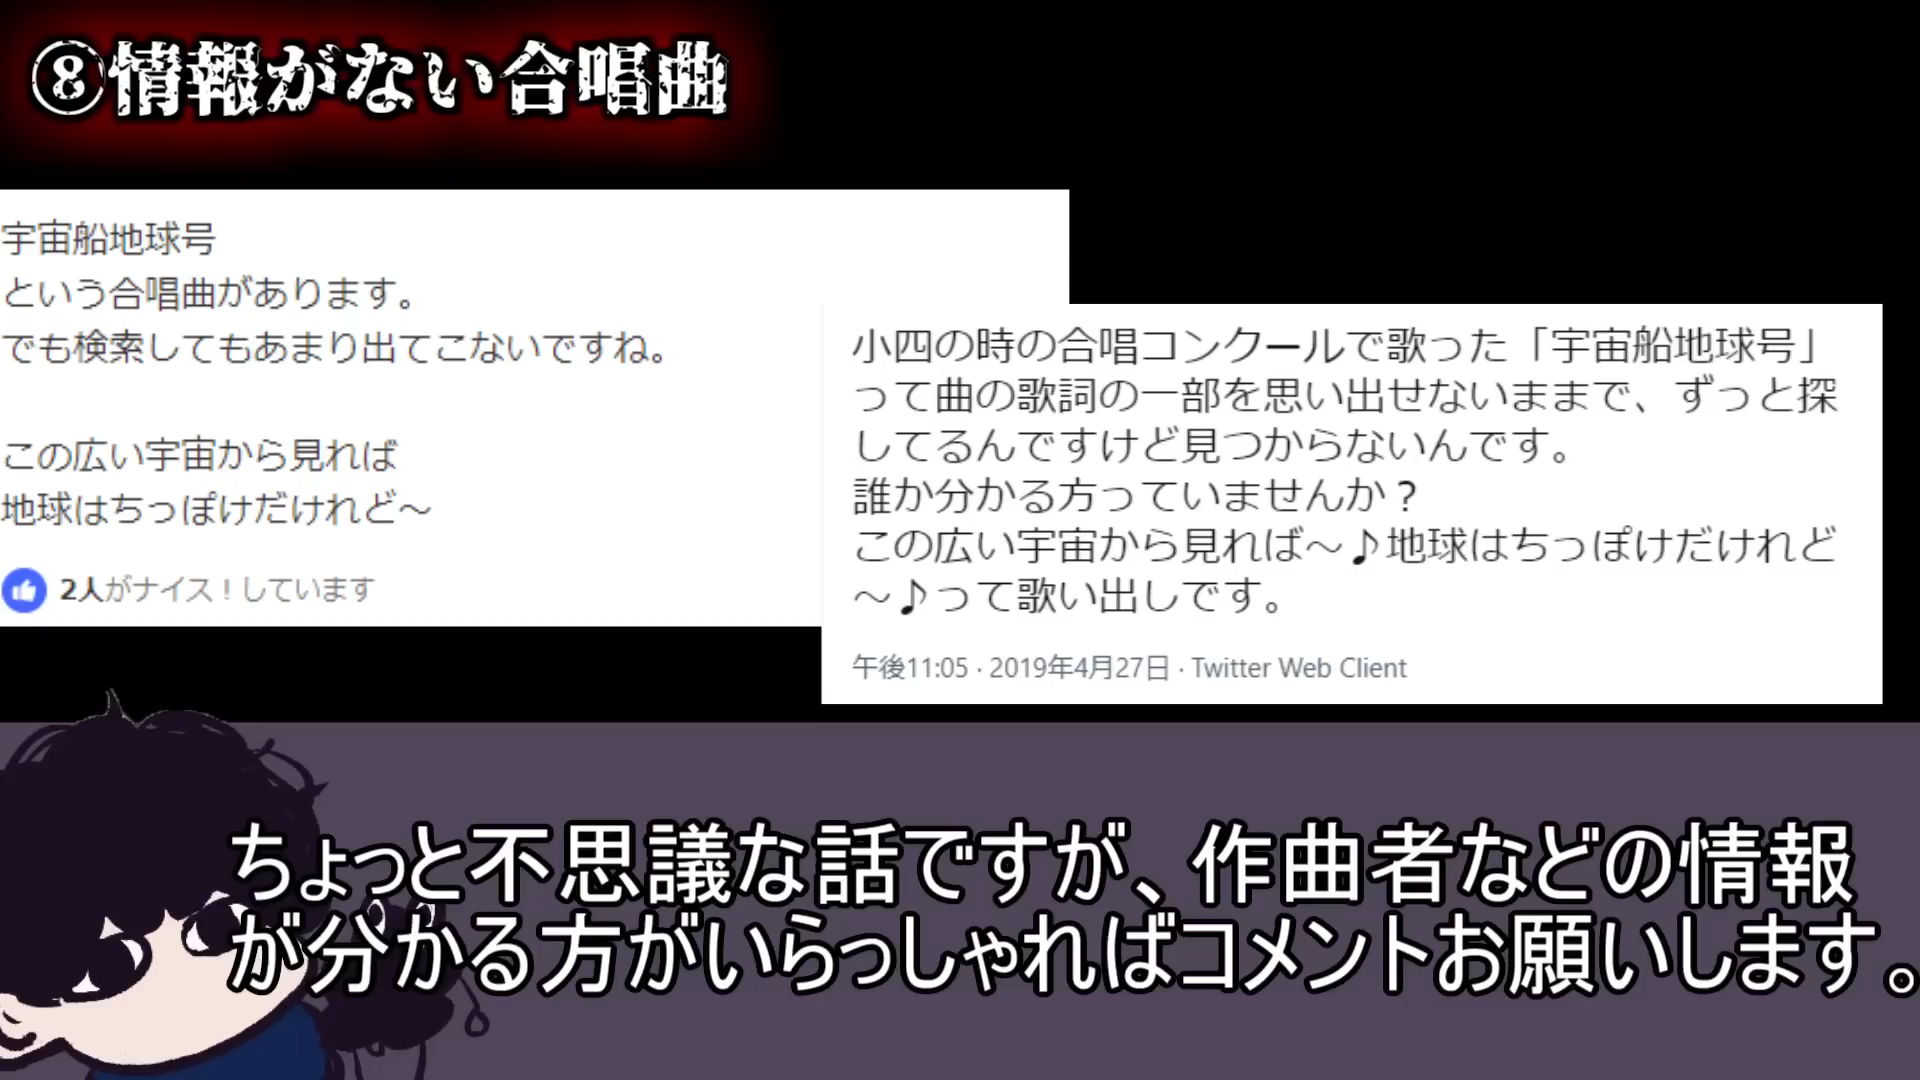 ⑧情報がない合唱曲
宇宙船地球号
という合唱曲があります。
でも検索してもあまり出てこないですね。
この広い宇宙から見れば
地球はちっぽけだけれど〜
2人がナイス！しています
小四の時の合唱コンクールで歌った「宇宙船地球号」
って曲の歌詞の一部を思い出せないままで、ずっと探
してるんですけど見つからないんです。
誰か分かる方っていませんか？
この広い宇宙から見れば〜♪地球はちっぽけだけれど
〜♪って歌い出しです。
午後11:05 · 2019年4月27日 · Twitter Web Client
ちょっと不思議な話ですが、作曲者などの情報
が分かる方がいらっしゃればコメントお願いします。